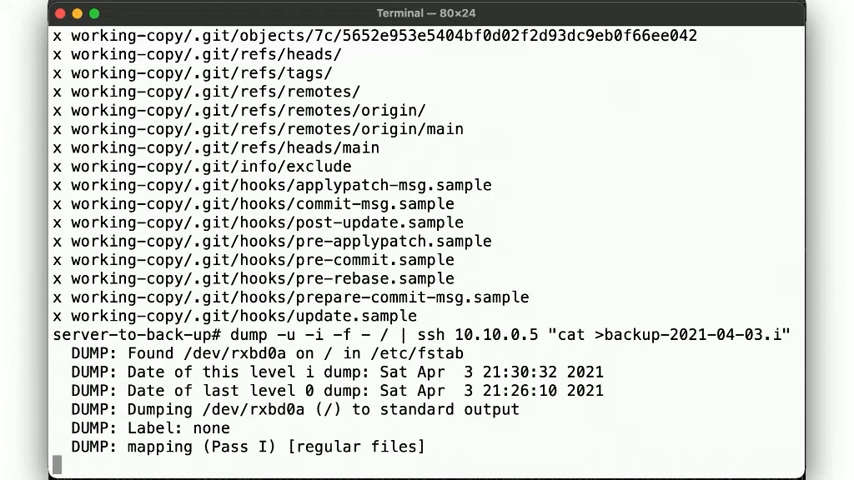 Terminal — 80×24
x working-copy/.git/objects/7c/5652e953e5404bf0d02f2d93dc9eb0f66ee042
x working-copy/.git/refs/heads/
x working-copy/.git/refs/tags/
x working-copy/.git/refs/remotes/
x working-copy/.git/refs/remotes/origin/
x working-copy/.git/refs/remotes/origin/main
x working-copy/.git/refs/heads/main
x working-copy/.git/info/exclude
x working-copy/.git/hooks/applypatch-msg.sample
x working-copy/.git/hooks/commit-msg.sample
x working-copy/.git/hooks/post-update.sample
x working-copy/.git/hooks/pre-applypatch.sample
x working-copy/.git/hooks/pre-commit.sample
x working-copy/.git/hooks/pre-rebase.sample
x working-copy/.git/hooks/prepare-commit-msg.sample
x working-copy/.git/hooks/update.sample
server-to-back-up# dump -u -i -f - / | ssh 10.10.0.5 "cat >backup-2021-04-03.i"
DUMP: Found /dev/rxbd0a on / in /etc/fstab
DUMP: Date of this level i dump: Sat Apr  3 21:30:32 2021
DUMP: Date of last level 0 dump: Sat Apr  3 21:26:10 2021
DUMP: Dumping /dev/rxbd0a (/) to standard output
DUMP: Label: none
DUMP: mapping (Pass I) [regular files]